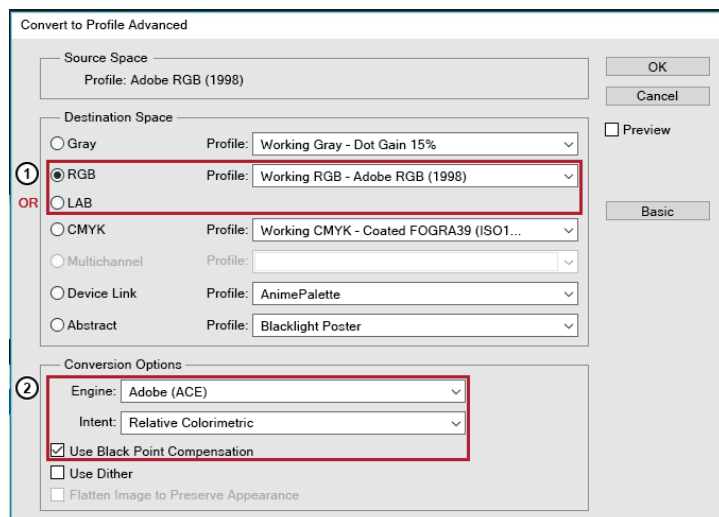 Convert to Profile Advanced
Source Space
Profile: Adobe RGB (1998)
OK
Cancel
Preview
Basic
Destination Space
Gray Profile: Working Gray - Dot Gain 15%
1 RGB Profile: Working RGB - Adobe RGB (1998)
OR LAB
CMYK Profile: Working CMYK - Coated FOGRA39 (ISO1...
Multichannel Profile:
Device Link Profile: AnimePalette
Abstract Profile: Blacklight Poster
Conversion Options
2 Engine: Adobe (ACE)
Intent: Relative Colorimetric
Use Black Point Compensation
Use Dither
Flatten Image to Preserve Appearance